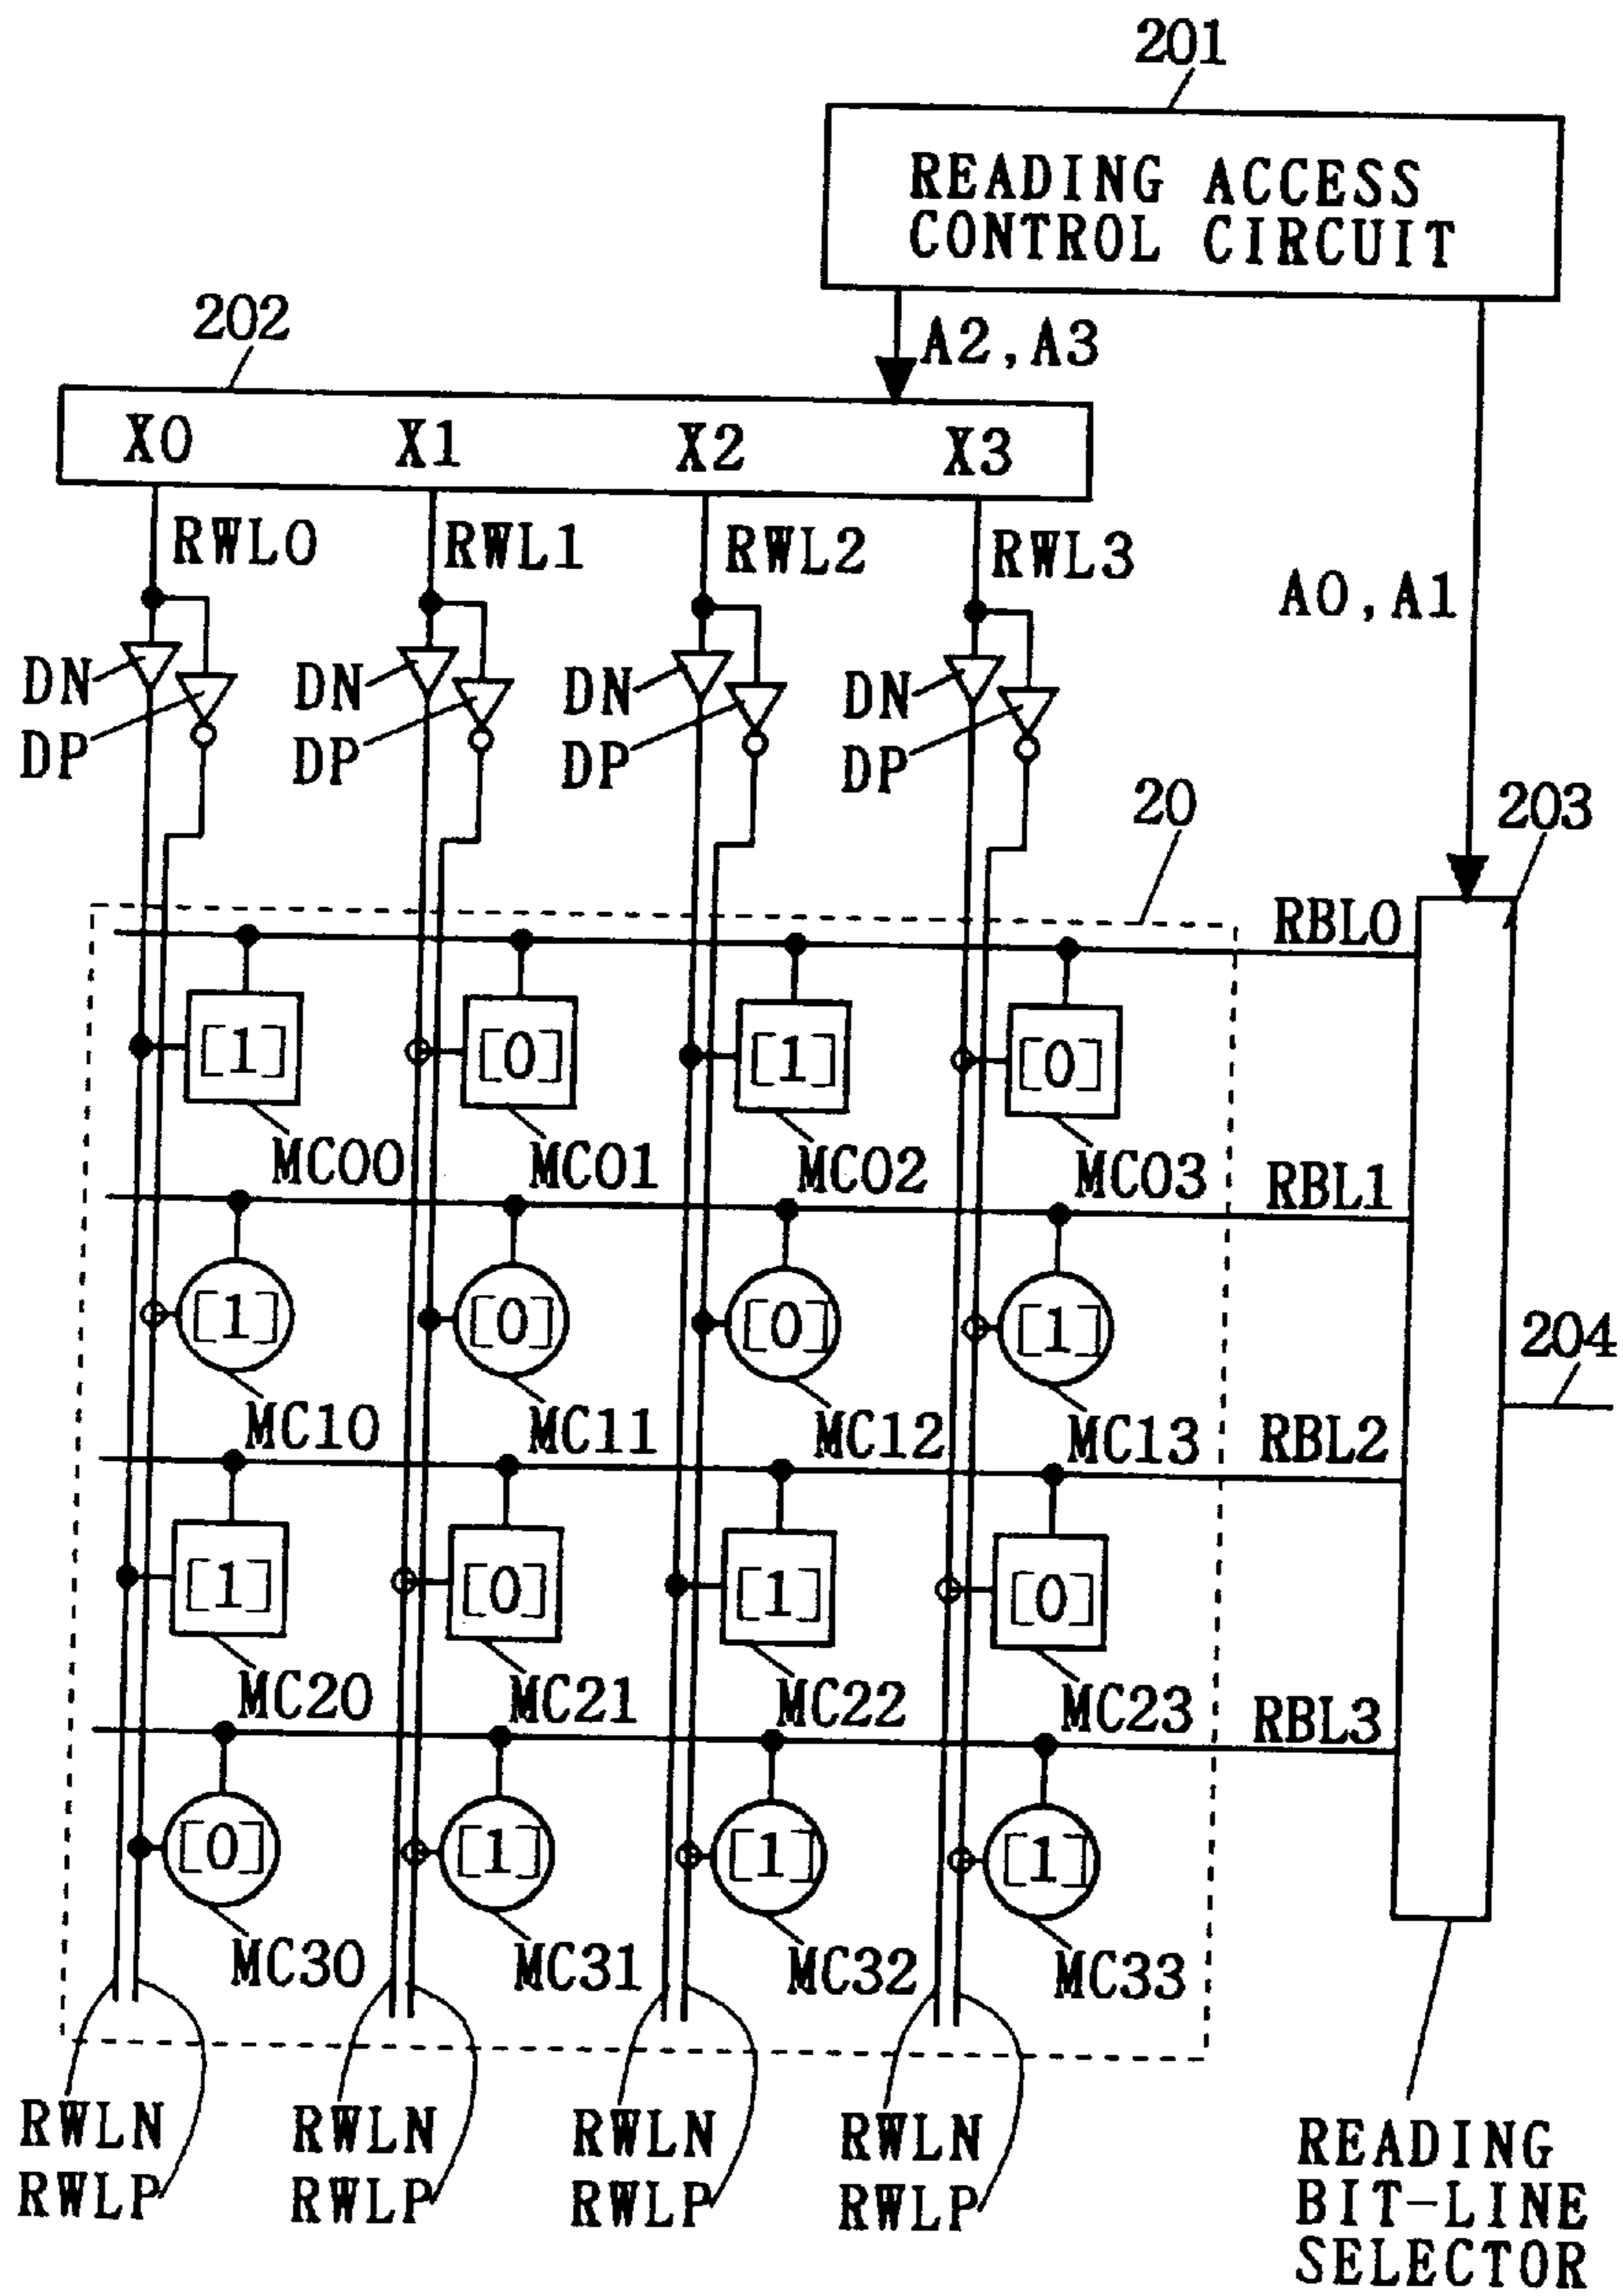 201
READING ACCESS
CONTROL CIRCUIT
202
A2,A3
X0 X1 X2 X3
RWL0 RWL1 RWL2 RWL3
A0,A1
DN DN DN DN
DP DP DP DP
20
203
RBL0
[1] [0] [1] [0]
MC00 MC01 MC02 MC03
RBL1
[1] [0] [0] [1]
204
MC10 MC11 MC12 MC13
RBL2
[1] [0] [1] [0]
MC20 MC21 MC22 MC23
RBL3
[0] [1] [1] [1]
MC30 MC31 MC32 MC33
RWLN RWLN RWLN RWLN
RWLP RWLP RWLP RWLP
READING
BIT-LINE
SELECTOR